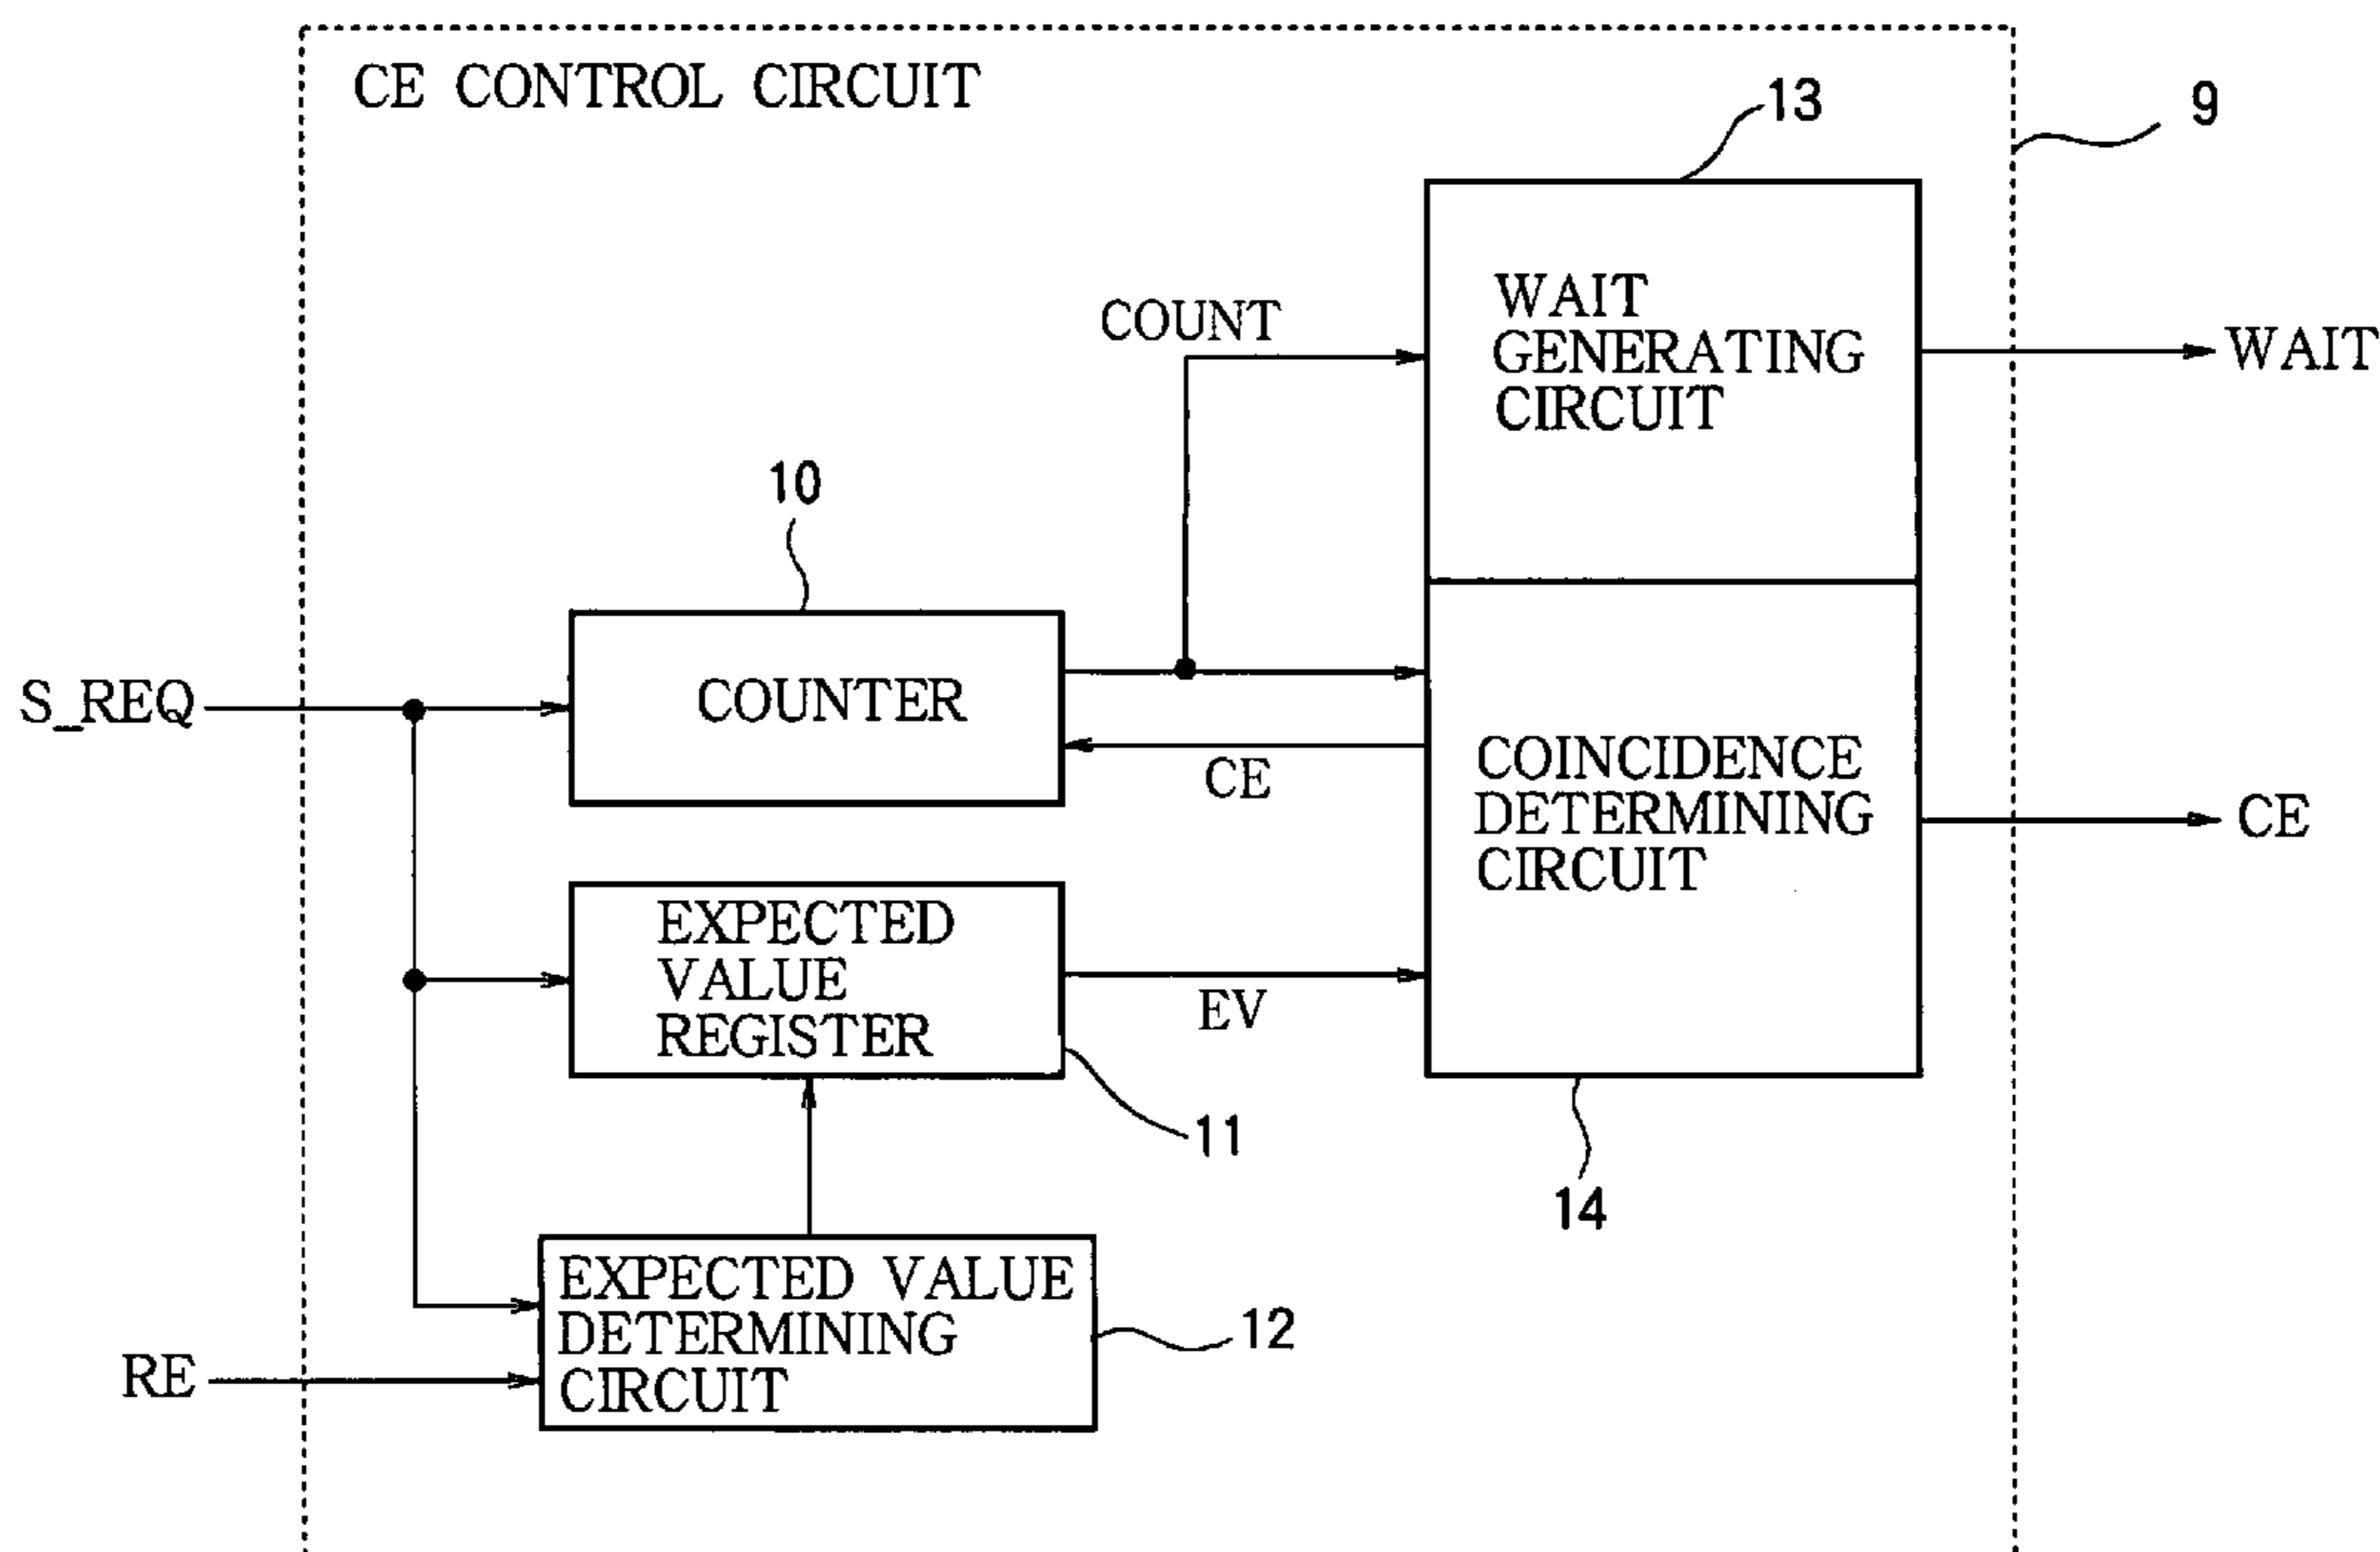 CE CONTROL CIRCUIT
13
9
WAIT
GENERATING
CIRCUIT
COUNT
WAIT
10
COUNTER
S_REQ
CE
COINCIDENCE
DETERMINING
CIRCUIT
CE
EXPECTED
VALUE
REGISTER
EV
11
14
EXPECTED VALUE
DETERMINING
CIRCUIT
12
RE